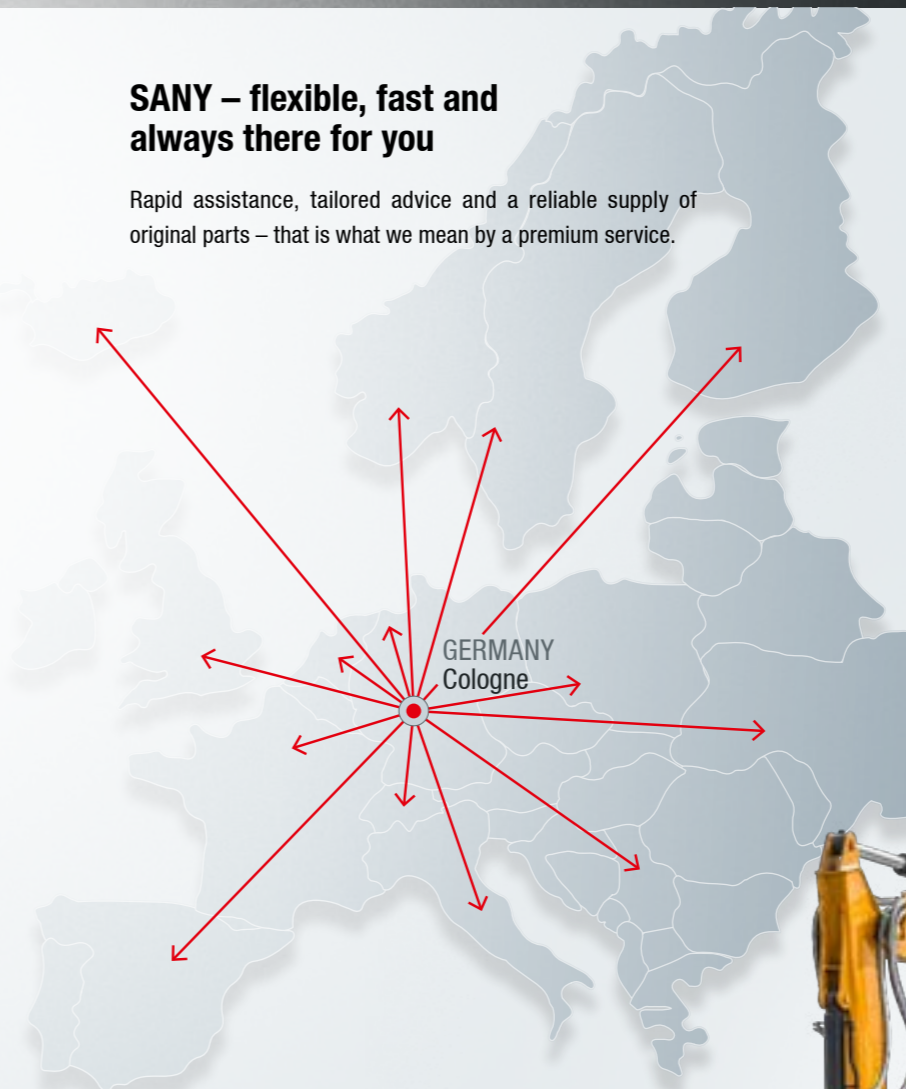 SANY – flexible, fast and
always there for you
Rapid assistance, tailored advice and a reliable supply of
original parts – that is what we mean by a premium service.
GERMANY
Cologne